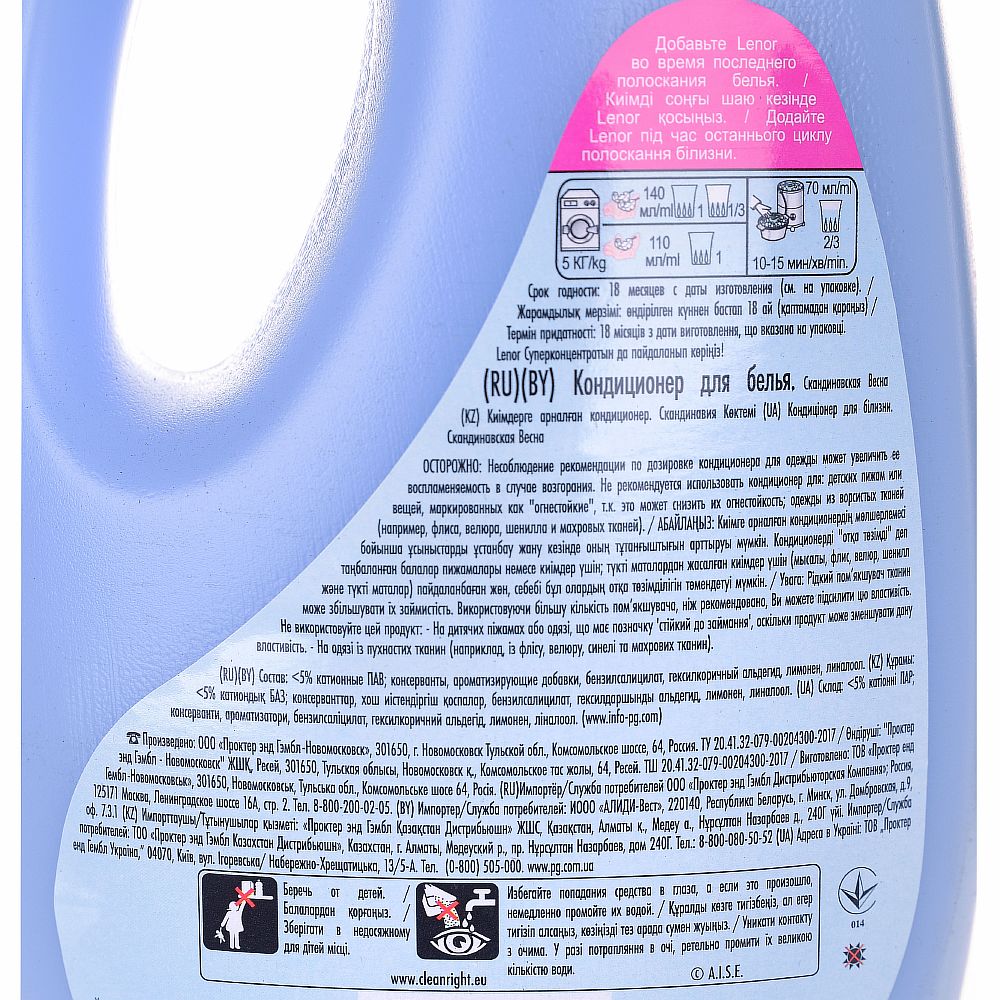 Добавьте Lenor
во время последнего
полоскания белья. /
Киімді соңғы шаю кезінде
Lenor қосыңыз. / Додайте
Lenor під час останнього циклу
полоскання білизни.
140 мл/ml 1 1/3
110 мл/ml 1
5 КГ/kg
70 мл/ml
2/3
10-15 мин/хв/min.
Срок годности: 18 месяцев с даты изготовления (см. на упаковке). /
Жарамдылық мерзімі: өндірілген күннен бастап 18 ай (қаптамадан қараңыз) /
Термін придатності: 18 місяців з дати виготовлення, що вказана на упаковці.
Lenor Суперконцентратын да пайдаланып көріңіз!
(RU)(BY) Кондиционер для белья. Скандинавская Весна
(KZ) Киімдерге арналған кондиционер. Скандинавия Көктемі (UA) Кондиціонер для білизни.
Скандинавская Весна
ОСТОРОЖНО: Несоблюдение рекомендации по дозировке кондиционера для одежды может увеличить ее
воспламеняемость в случае возгорания. Не рекомендуется использовать кондиционер для: детских пижам или
вещей, маркированных как "огнестойкие", т.к. это может снизить их огнестойкость; одежды из ворсистых тканей
(например, флиса, велюра, шенилла и махровых тканей). / АБАЙЛАҢЫЗ: Киімге арналған кондиционердің мөлшерлемесі
бойынша ұсыныстарды ұстанбау жану кезінде оның тұтанғыштығын арттыруы мүмкін. Кондиционерді "отқа төзімді" деп
таңбаланған балалар пижамалары немесе киімдер үшін; түкті маталардан жасалған киімдер үшін (мысалы, флис, велюр, шенилл
және түкті маталар) пайдаланбаған жөн, себебі бұл олардың отқа төзімділігін төмендетуі мүмкін. / Увага: Рідкий пом'якшувач тканин
може збільшувати їх займистість. Використовуючи більшу кількість пом'якшувача, ніж рекомендована, Ви можете підсилити цю властивість.
Не використовуйте цей продукт: - На дитячих піжамах або одязі, що має позначку 'стійкий до займання', оскільки продукт може зменшувати дану
властивість. - На одязі із пухнастих тканин (наприклад, із флісу, велюру, синелі та махрових тканин).
(RU)(BY) Состав: <5% катионные ПАВ; консерванты, ароматизирующие добавки, бензилсалицилат, гексилкоричный альдегид, лимонен, линалоол. (KZ) Құрамы:
<5% катиондық БАЗ; консерванттар, хош иістендіргіш қоспалар, бензилсалицилат, гексилдаршынды альдегид, лимонен, линалоол. (UA) Склад: <5% катіонні ПАР;
консерванти, ароматизатори, бензилсаліцилат, гексилкоричний альдегід, лимонен, ліналоол. (www.info-pg.com)
☎Произведено: ООО «Проктер энд Гэмбл-Новомосковск», 301650, г. Новомосковск Тульской обл., Комсомольское шоссе, 64, Россия. ТУ 20.41.32-079-00204300-2017 / Өндіруші: "Проктер
энд Гэмбл - Новомосковск" ЖШҚ, Ресей, 301650, Тульская облысы, Новомосковск қ., Комсомольское тас жолы, 64, Ресей. ТШ 20.41.32-079-00204300-2017 / Виготовлено: ТОВ «Проктер енд
Гембл-Новомосковськ», 301650, Новомосковськ, Тульська обл., Комсомольське шосе 64, Росія. (RU)Импортёр/Служба потребителей ООО «Проктер энд Гэмбл Дистрибьюторская Компания»; Россия,
125171 Москва, Ленинградское шоссе 16А, стр. 2. Тел. 8-800-200-02-05. (BY) Импортер/Служба потребителей: ИООО «АЛИДИ-Вест», 220140, Республика Беларусь, г. Минск, ул. Домбровская, д.9,
оф. 7.3.1 (KZ) Импорттаушы/Тұтынушылар қызметі: «Проктер энд Гэмбл Қазақстан Дистрибьюшн» ЖШС, Қазақстан, Алматы қ., Медеу а., Нұрсултан Назарбаев д., 240Г үйі. Импортер/Служба
потребителей: ТОО «Проктер энд Гэмбл Казахстан Дистрибьюшн», Казахстан, г. Алматы, Медеуский р., пр. Нурсултан Назарбаев, дом 240Г. Тел.: 8-800-080-50-52 (UA) Адреса в Україні: ТОВ „Проктер
енд Гембл Україна," 04070, Київ, вул. Ігоревська/ Набережно-Хрещатицька, 13/5-А. Тел. (0-800) 505-000. www.pg.com.ua
Беречь от детей. /
Балалардан қорғаңыз. /
Зберігати в недосяжному
для дітей місці.
Избегайте попадания средства в глаза, а если это произошло,
немедленно промойте их водой. / Құралды көзге тигізбеңіз, ал егер
тигізіп алсаңыз, көзіңізді тез арада сумен жуыңыз. / Уникати контакту
з очима. У разі потрапляння в очі, ретельно промити їх великою
кількістю води.
www.cleanright.eu
© A.I.S.E.
014